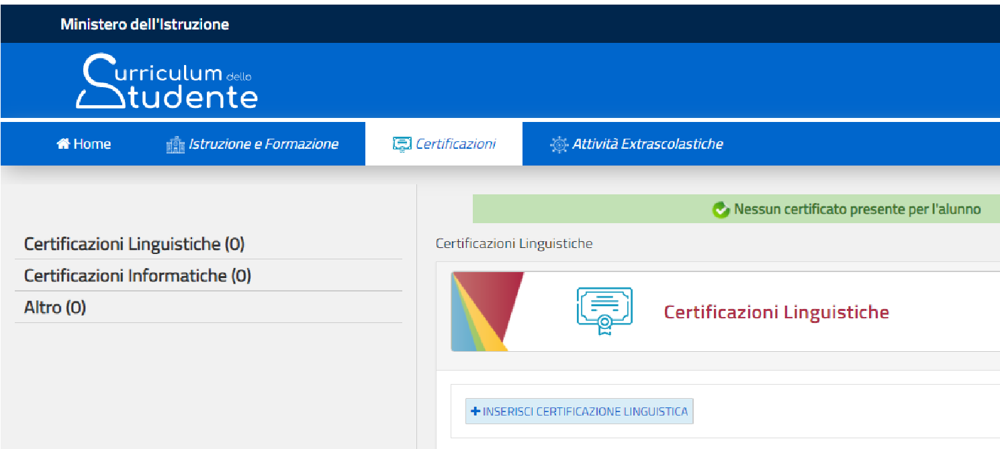 Ministero dell'Istruzione
Curriculum dello
Studente
Home
Istruzione e Formazione
Certificazioni
Attività Extrascolastiche
Nessun certificato presente per l'alunno
Certificazioni Linguistiche (0)
Certificazioni Informatiche (0)
Altro (0)
Certificazioni Linguistiche
Certificazioni Linguistiche
+ INSERISCI CERTIFICAZIONE LINGUISTICA